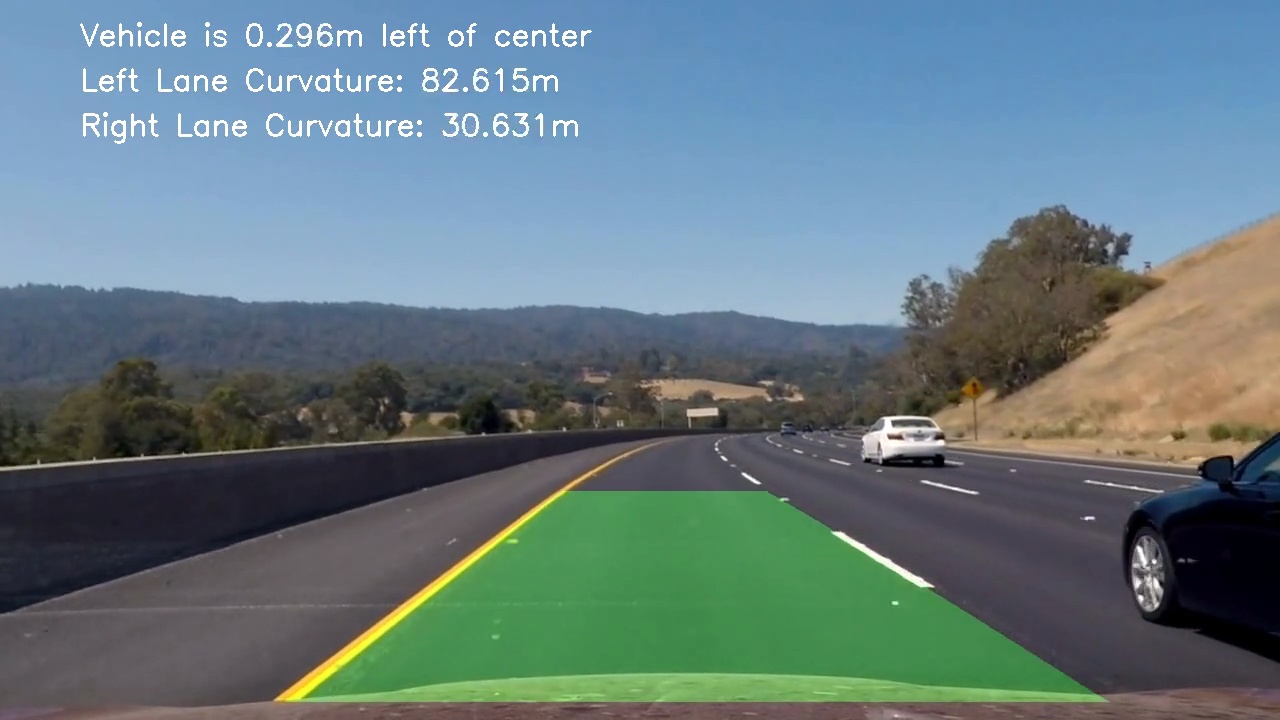 Vehicle is 0.296m left of center
Left Lane Curvature: 82.615m
Right Lane Curvature: 30.631m